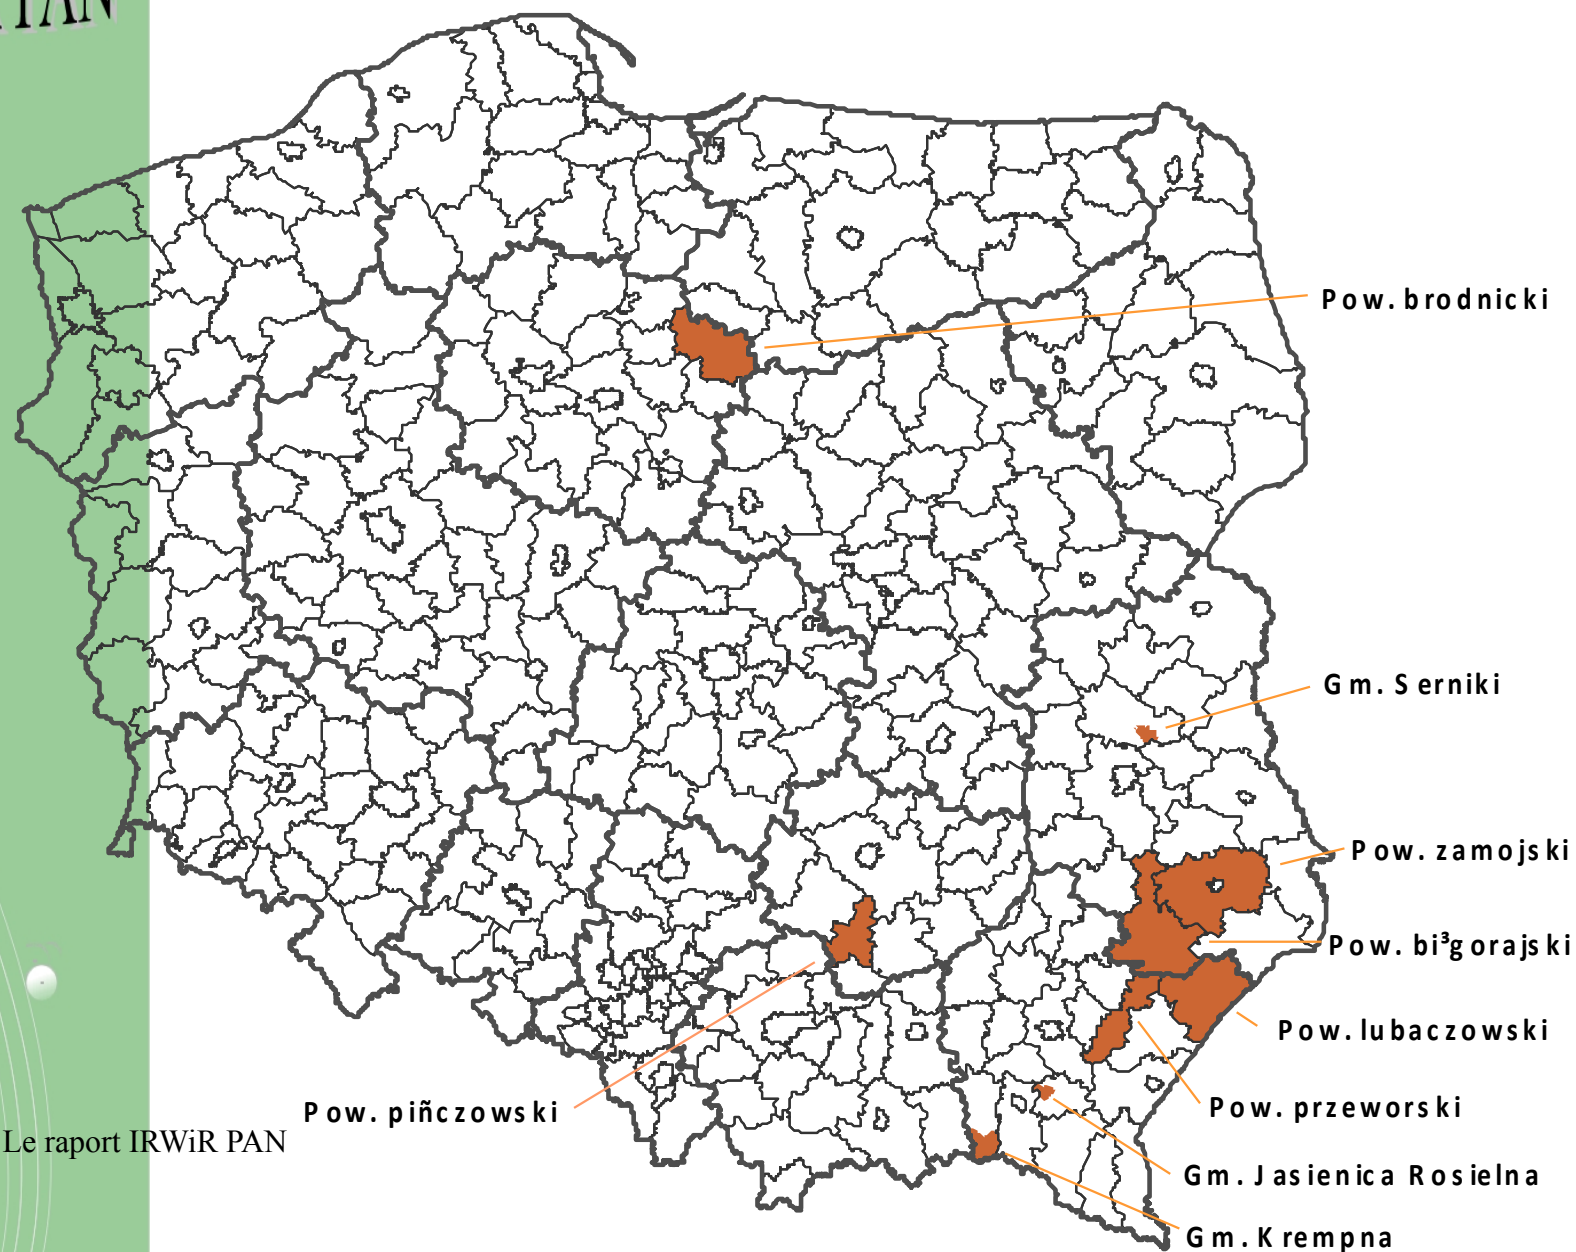 Pow. brodnicki
Gm. Serniki
Pow. zamojski
Pow. bi³gorajski
Pow. lubaczowski
Pow. przeworski
Pow. piñczowski
Le raport IRWiR PAN
Gm. Jasienica Rosielna
Gm. Krempna